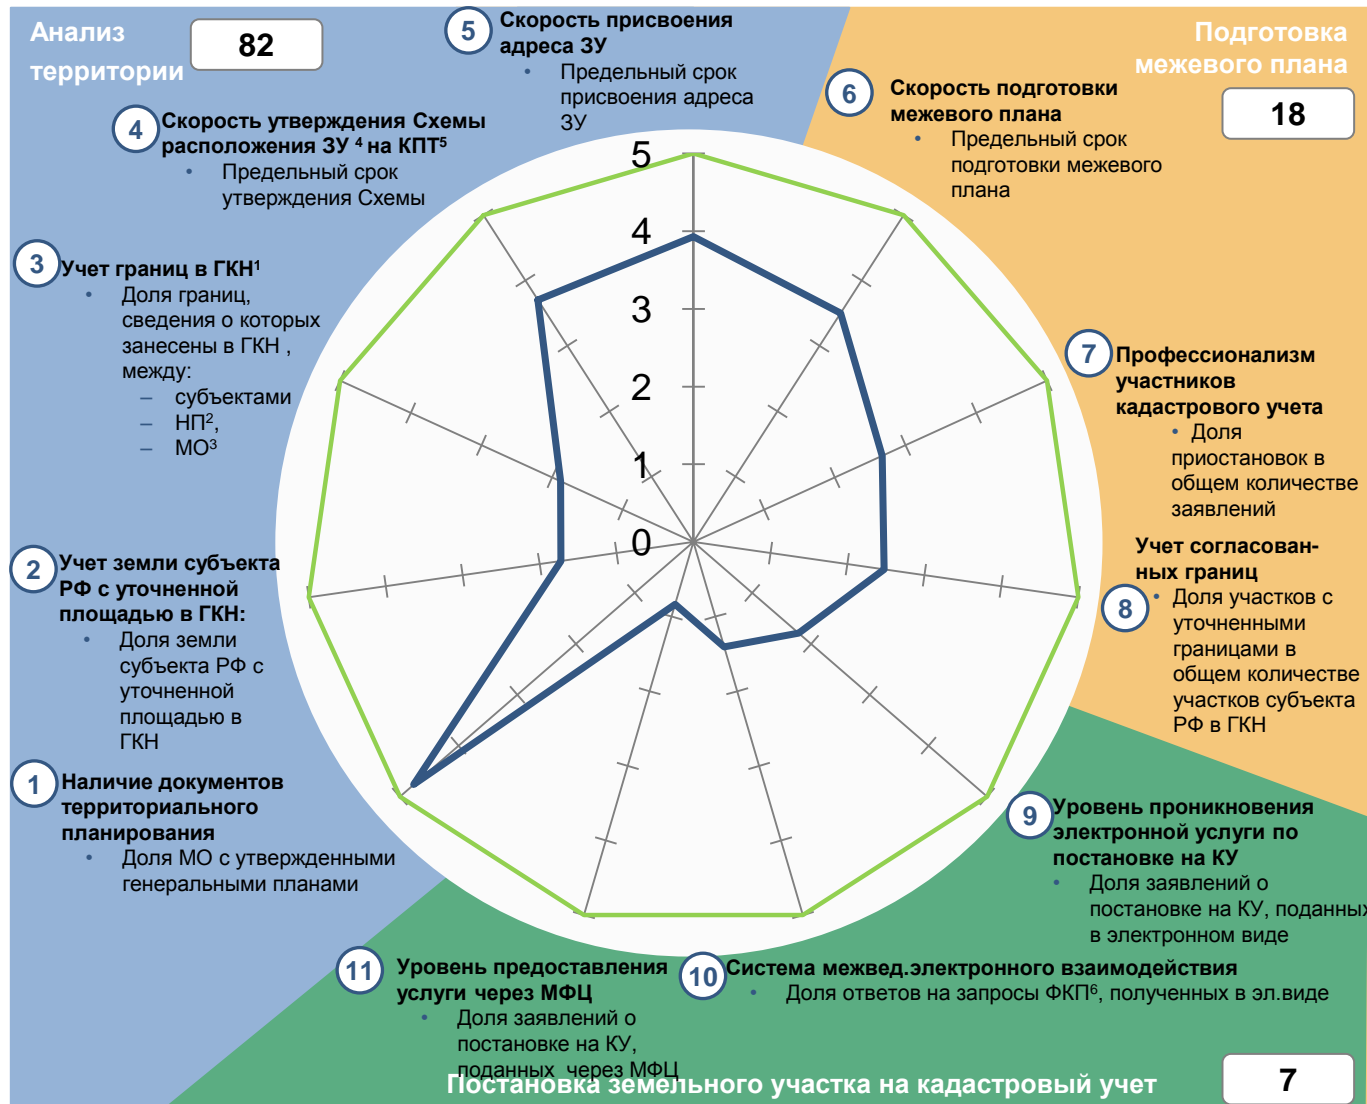 Анализ
территории
82
5
Скорость присвоения
адреса ЗУ
• Предельный срок
присвоения адреса
ЗУ
Подготовка
межевого плана
18
4
Скорость утверждения Схемы
расположения ЗУ ⁴ на КПТ⁵
• Предельный срок
утверждения Схемы
6
Скорость подготовки
межевого плана
• Предельный срок
подготовки межевого
плана
3
Учет границ в ГКН¹
• Доля границ,
сведения о которых
занесены в ГКН ,
между:
– субъектами
– НП²,
– МО³
5
4
3
2
1
0
7
Профессионализм
участников
кадастрового учета
• Доля
приостановок в
общем количестве
заявлений
2
Учет земли субъекта
РФ с уточненной
площадью в ГКН:
• Доля земли
субъекта РФ с
уточненной
площадью в
ГКН
8
Учет согласован-
ных границ
• Доля участков с
уточненными
границами в
общем количестве
участков субъекта
РФ в ГКН
1
Наличие документов
территориального
планирования
• Доля МО с утвержденными
генеральными планами
9
Уровень проникновения
электронной услуги по
постановке на КУ
• Доля заявлений о
постановке на КУ, поданных
в электронном виде
11
Уровень предоставления
услуги через МФЦ
• Доля заявлений о
постановке на КУ,
поданных через МФЦ
10
Система межвед.электронного взаимодействия
• Доля ответов на запросы ФКП⁶, полученных в эл.виде
Постановка земельного участка на кадастровый учет
7